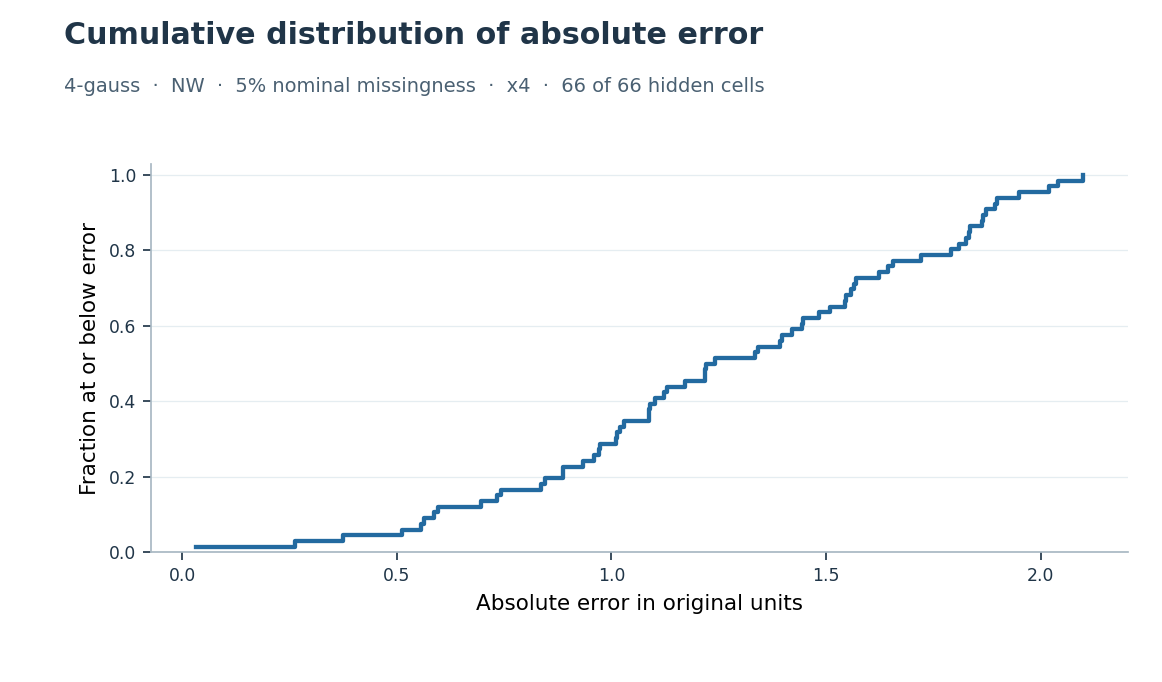 Cumulative distribution of absolute error
4-gauss · NW · 5% nominal missingness · x4 · 66 of 66 hidden cells
Fraction at or below error
1.0
0.8
0.6
0.4
0.2
0.0
0.0 0.5 1.0 1.5 2.0
Absolute error in original units